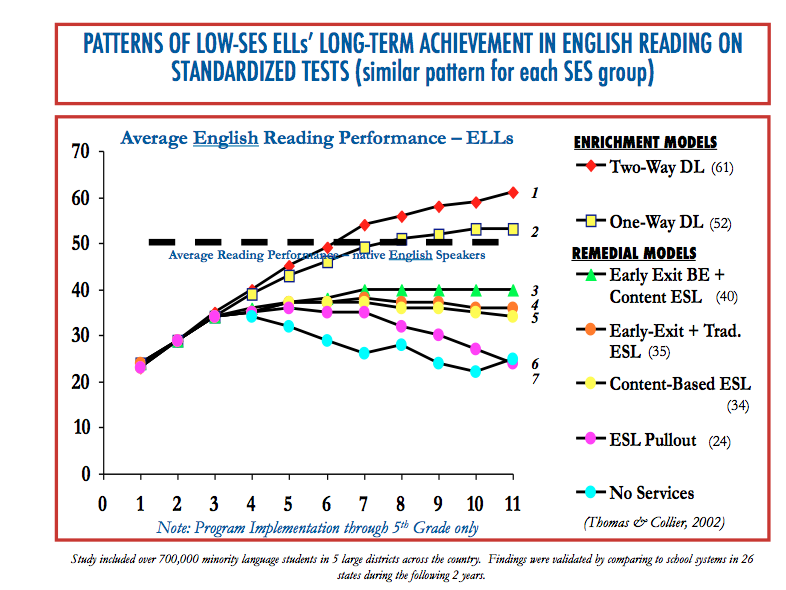 PATTERNS OF LOW-SES ELLs' LONG-TERM ACHIEVEMENT IN ENGLISH READING ON
STANDARDIZED TESTS (similar pattern for each SES group)
Average English Reading Performance – ELLs
70
60
50
40
30
20
10
0
Average Reading Performance – native English Speakers
1
2
3
4
5
6
7
0 1 2 3 4 5 6 7 8 9 10 11
Note: Program Implementation through 5th Grade only
ENRICHMENT MODELS
Two-Way DL (61)
One-Way DL (52)
REMEDIAL MODELS
Early Exit BE +
Content ESL (40)
Early-Exit + Trad.
ESL (35)
Content-Based ESL
(34)
ESL Pullout (24)
No Services
(Thomas & Collier, 2002)
Study included over 700,000 minority language students in 5 large districts across the country. Findings were validated by comparing to school systems in 26
states during the following 2 years.